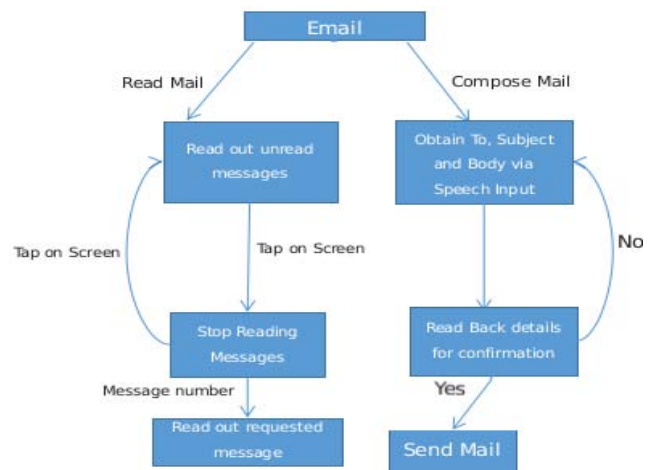 Email
Read Mail
Compose Mail
Read out unread
messages
Obtain To, Subject
and Body via
Speech Input
Tap on Screen
Tap on Screen
No
Stop Reading
Messages
Read Back details
for confirmation
Message number
Yes
Read out requested
message
Send Mail